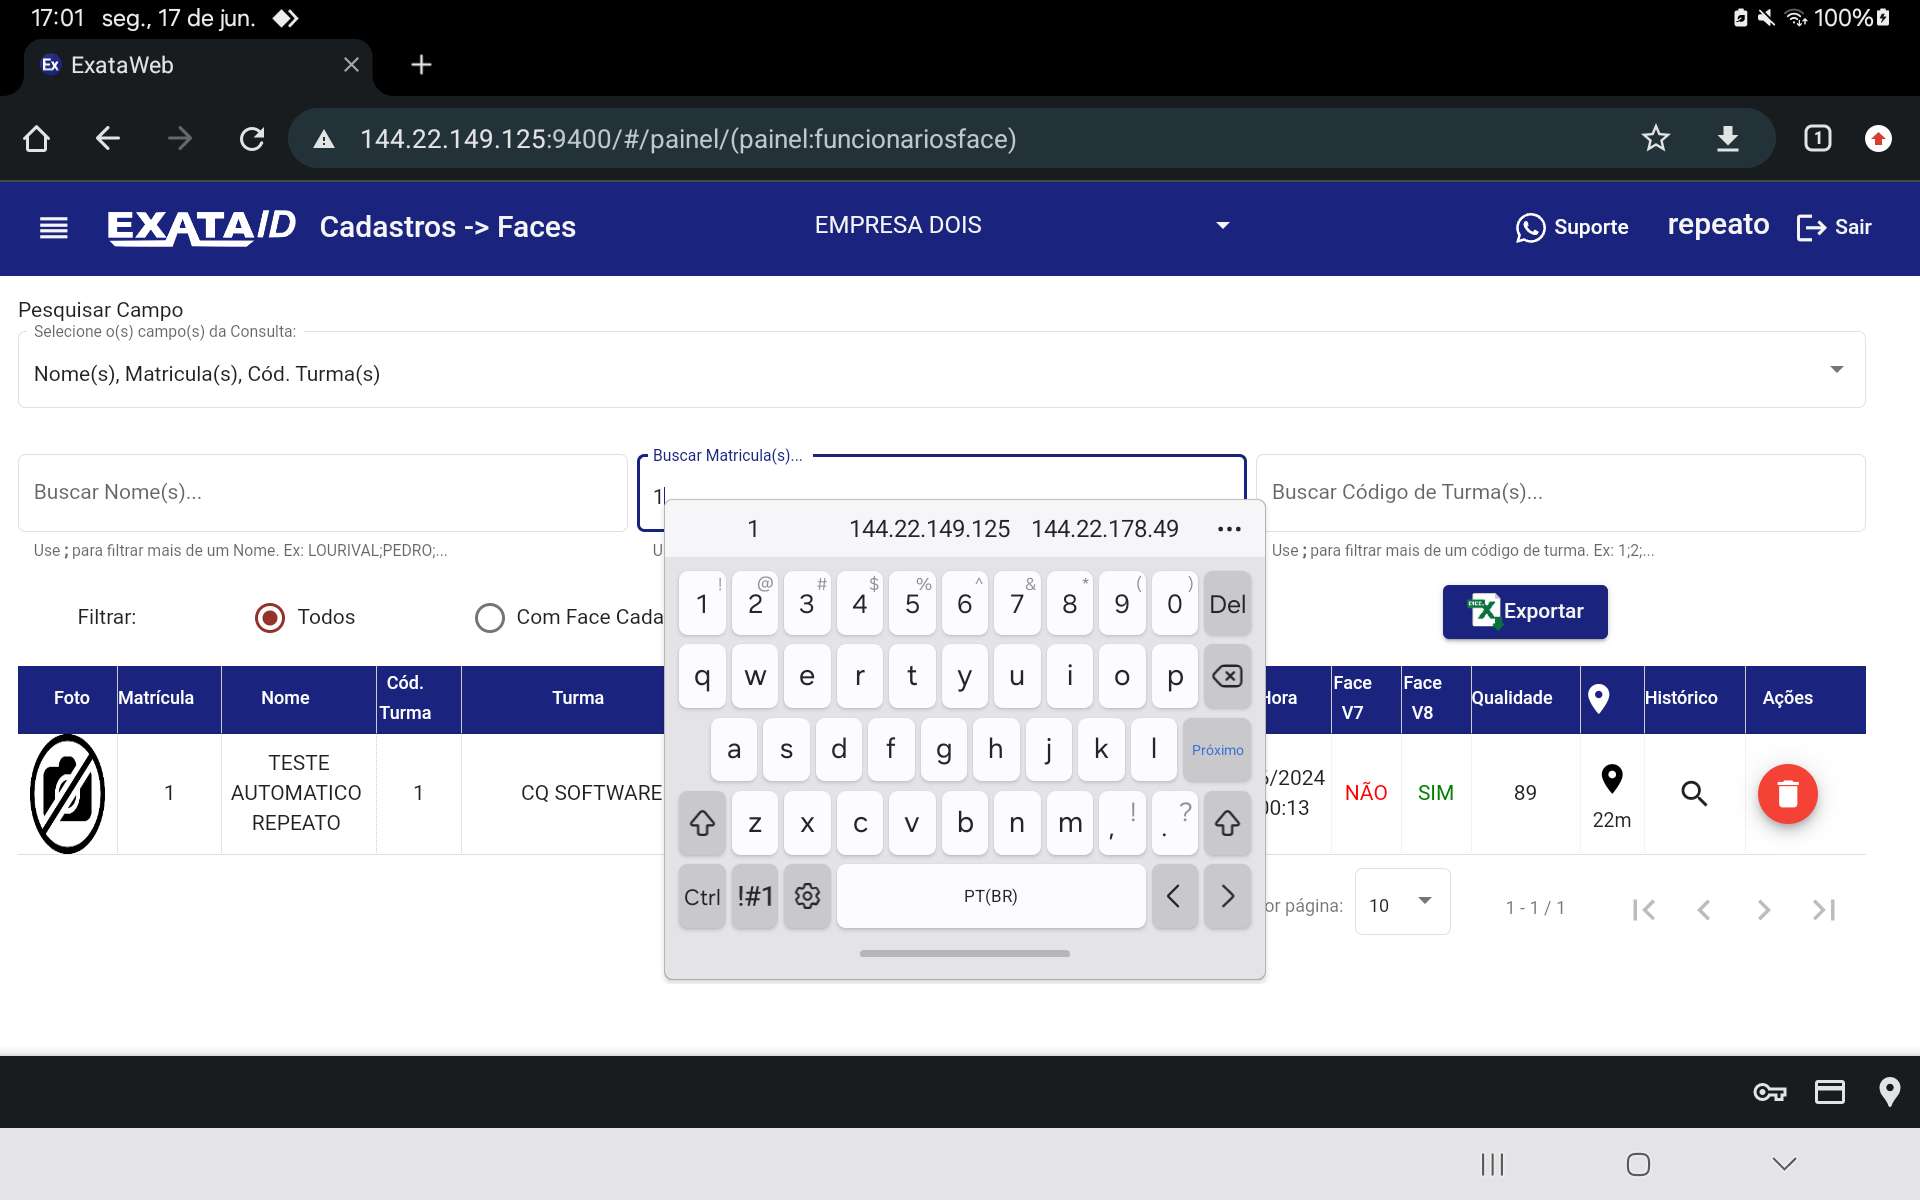 17:01 seg., 17 de jun. 100%
Ex ExataWeb
144.22.149.125:9400/#/painel/(painel:funcionariosface) 1
EXATA/D Cadastros -> Faces EMPRESA DOIS Suporte repeato Sair
Pesquisar Campo
Selecione o(s) campo(s) da Consulta:
Nome(s), Matricula(s), Cód. Turma(s)
Buscar Matricula(s)...
Buscar Nome(s)... 1 Buscar Código de Turma(s)...
Use ; para filtrar mais de um Nome. Ex: LOURIVAL;PEDRO;... U Use ; para filtrar mais de um código de turma. Ex: 1;2;...
Filtrar: Todos Com Face Cada Exportar
Foto Matrícula Nome Cód. Turma Turma Hora Face V7 Face V8 Qualidade Histórico Ações
1 TESTE AUTOMATICO REPEATO 1 CQ SOFTWARE 6/2024 00:13 NÃO SIM 89 22m
or página: 10 1 - 1 / 1
1 144.22.149.125 144.22.178.49 •••
! @ # $ % ^ & * ( )
1 2 3 4 5 6 7 8 9 0 Del
q w e r t y u i o p
a s d f g h j k l Próximo
z x c v b n m , ! . ?
Ctrl !#1 PT(BR) < >